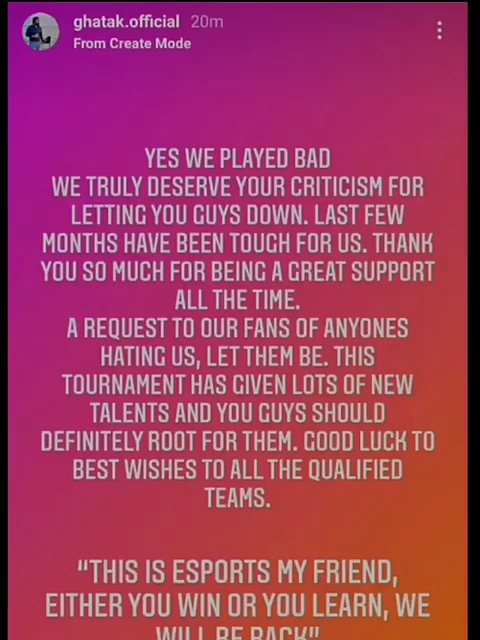 ghatak.official 20m
From Create Mode
YES WE PLAYED BAD
WE TRULY DESERVE YOUR CRITICISM FOR
LETTING YOU GUYS DOWN. LAST FEW
MONTHS HAVE BEEN TOUGH FOR US. THANK
YOU SO MUCH FOR BEING A GREAT SUPPORT
ALL THE TIME.
A REQUEST TO OUR FANS OF ANYONES
HATING US, LET THEM BE. THIS
TOURNAMENT HAS GIVEN LOTS OF NEW
TALENTS AND YOU GUYS SHOULD
DEFINITELY ROOT FOR THEM. GOOD LUCK TO
BEST WISHES TO ALL THE QUALIFIED
TEAMS.
"THIS IS ESPORTS MY FRIEND,
EITHER YOU WIN OR YOU LEARN, WE
WILL BE BACK"